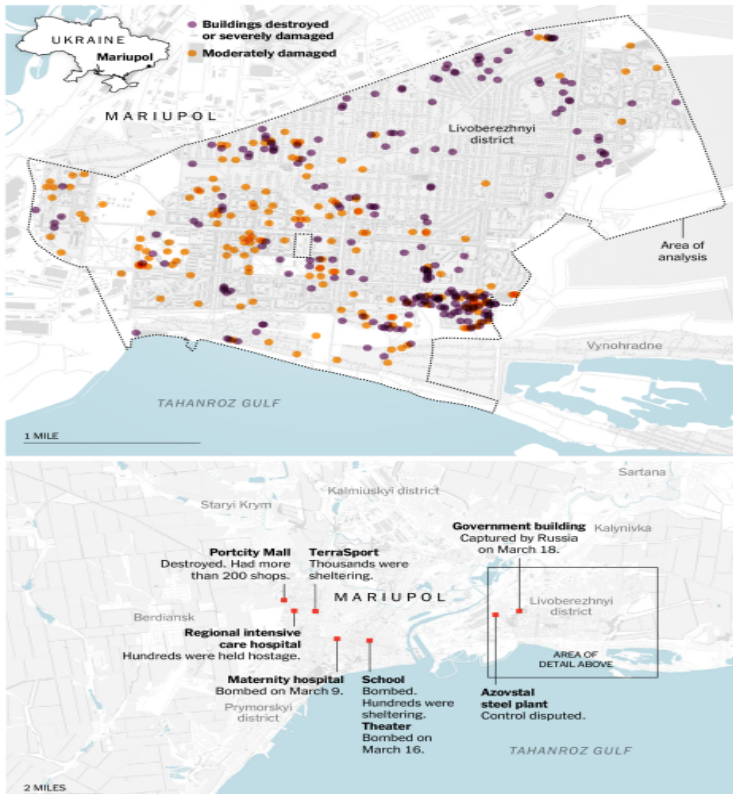 UKRAINE
Mariupol
Buildings destroyed
or severely damaged
Moderately damaged
MARIUPOL
Livoberezhnyi
district
Area of
analysis
Vynohradne
TAHANROZ GULF
1 MILE
Sartana
Kalmiuskyi district
Staryi Krym
Government building
Captured by Russia
on March 18.
Kalynivka
Portcity Mall
Destroyed. Had more
than 200 shops.
TerraSport
Thousands were
sheltering.
MARIUPOL
Livoberezhnyi
district
Berdiansk
Regional intensive
care hospital
Hundreds were held hostage.
AREA OF
DETAIL ABOVE
Maternity hospital
Bombed on March 9.
School
Bombed.
Hundreds were
sheltering.
Theater
Bombed on
March 16.
Azovstal
steel plant
Control disputed.
Prymorskyi
district
TAHANROZ GULF
2 MILES